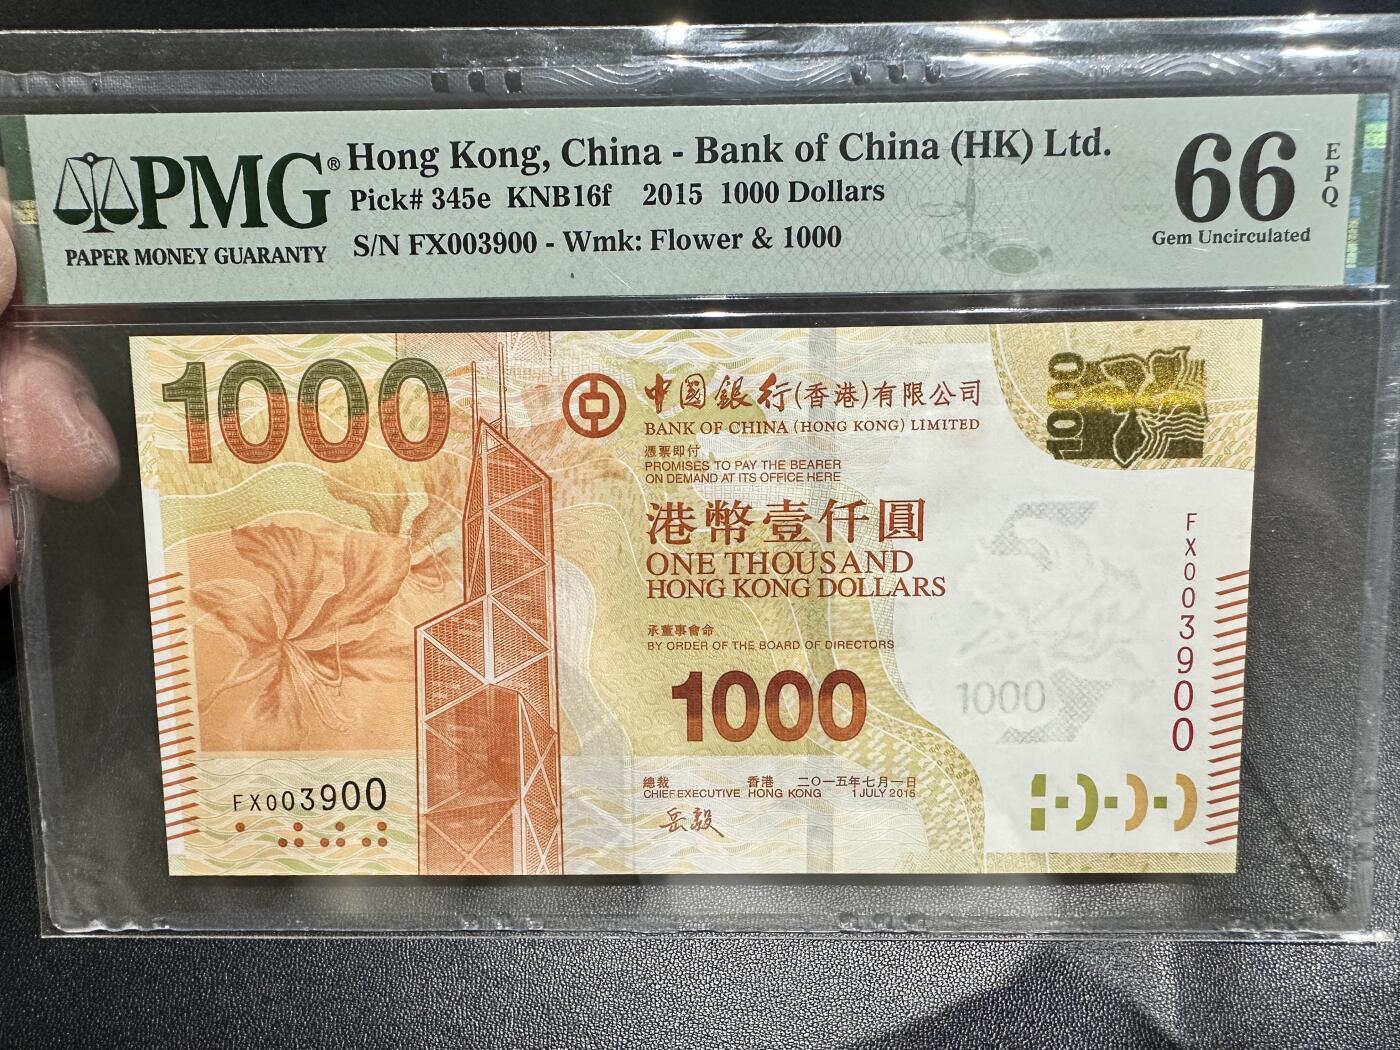 PMG®
PAPER MONEY GUARANTY
Hong Kong, China - Bank of China (HK) Ltd.
Pick# 345e KNB16f 2015 1000 Dollars
S/N FX003900 - Wmk: Flower & 1000
66
EPQ
Gem Uncirculated
1000
中國銀行(香港)有限公司
BANK OF CHINA (HONG KONG) LIMITED
憑票即付
PROMISES TO PAY THE BEARER
ON DEMAND AT ITS OFFICE HERE
港幣壹仟圓
ONE THOUSAND
HONG KONG DOLLARS
承董事會命
BY ORDER OF THE BOARD OF DIRECTORS
1000
總裁 香港 二〇一五年七月一日
CHIEF EXECUTIVE HONG KONG 1 JULY 2015
岳毅
FX003900
1000
1000
FX003900